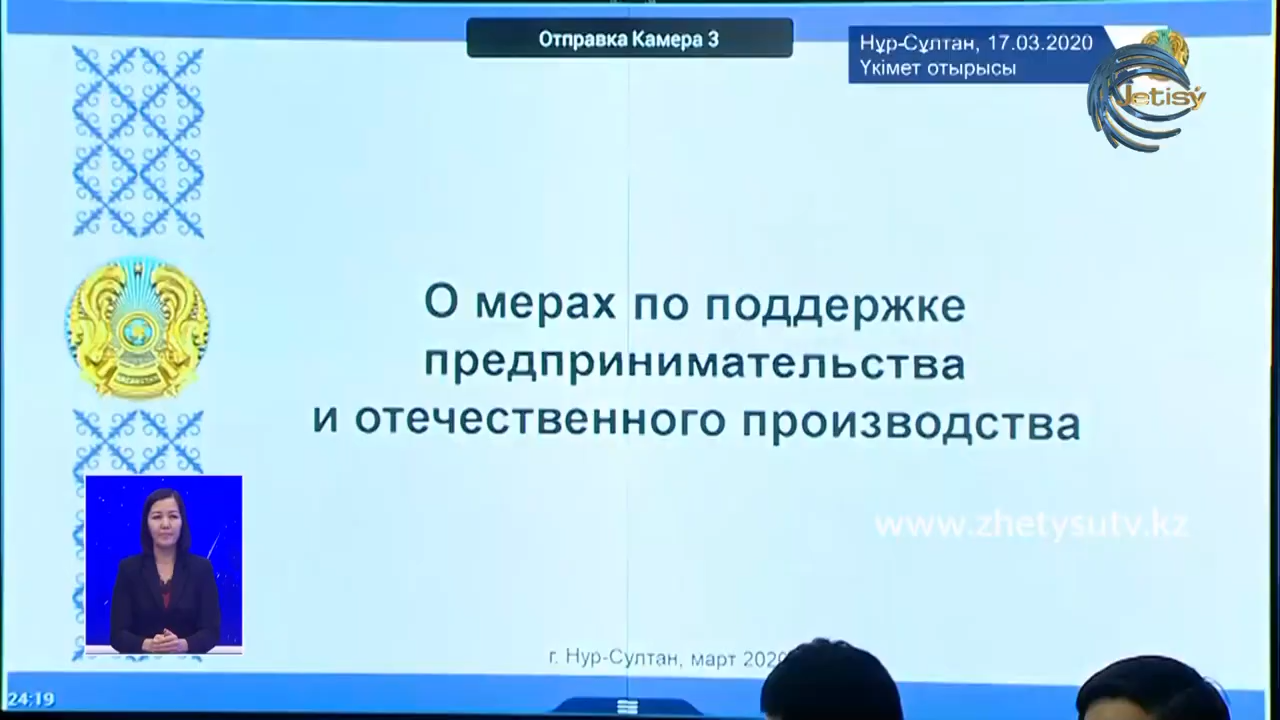 Отправка Камера 3
Нұр-Сұлтан, 17.03.2020
Үкімет отырысы
Jetisý
О мерах по поддержке
предпринимательства
и отечественного производства
www.zhetysutv.kz
г. Нур-Султан, март 2020
24:19